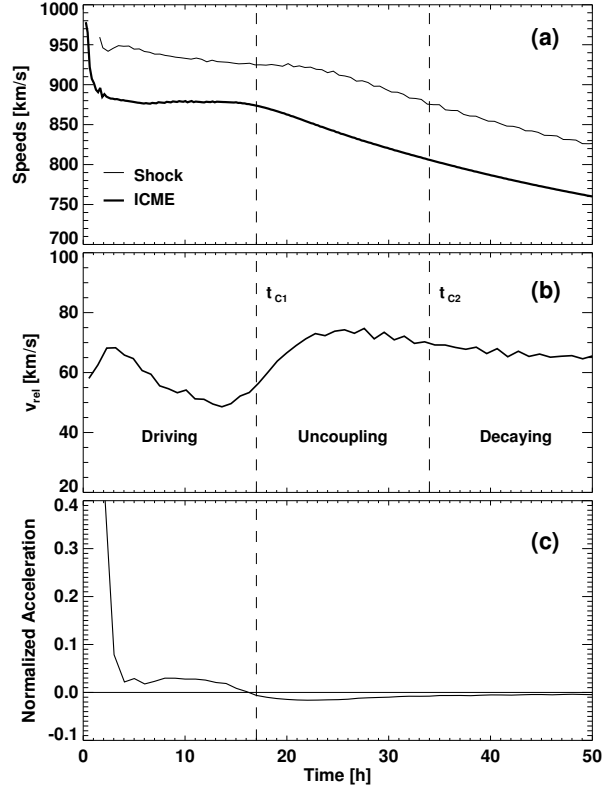 1000
950
900
850
800
750
700
Speeds [km/s]
(a)
Shock
ICME
100
80
60
40
20
v_rel [km/s]
(b)
t_C1
t_C2
Driving
Uncoupling
Decaying
0.4
0.3
0.2
0.1
0.0
-0.1
Normalized Acceleration
(c)
0
10
20
30
40
50
Time [h]